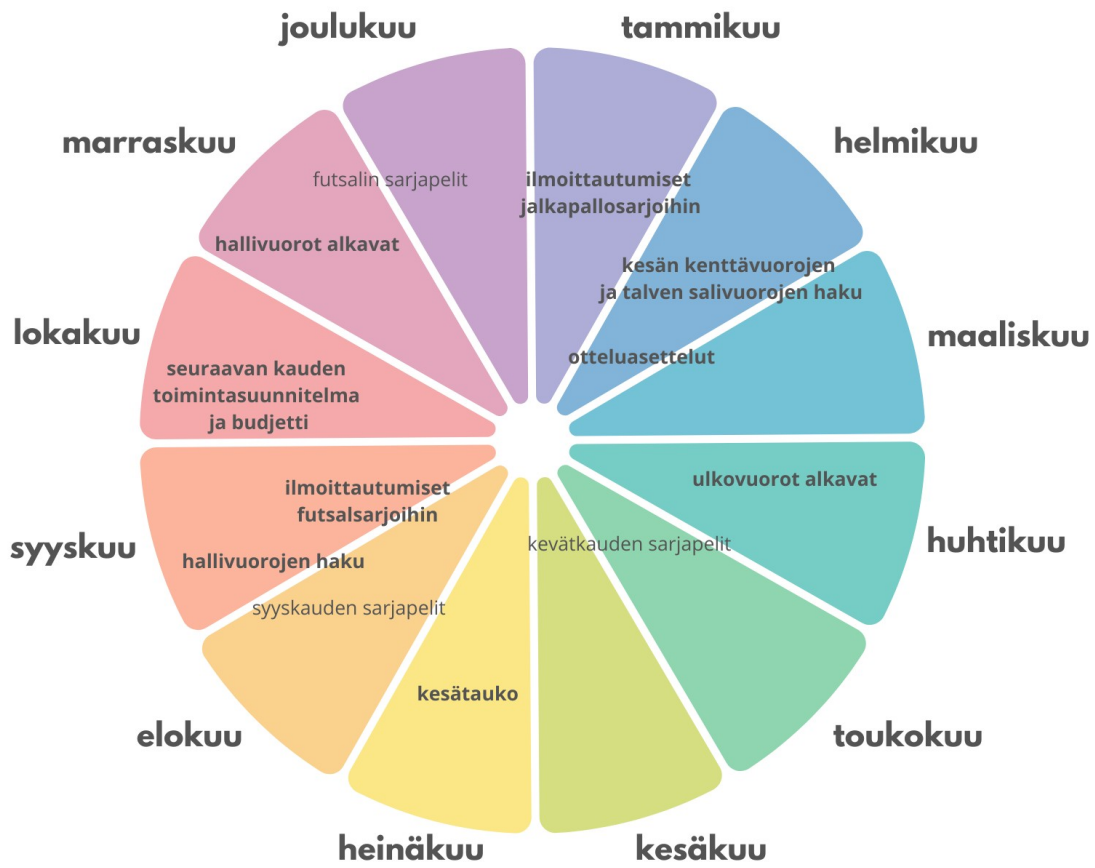 joulukuu
tammikuu
marraskuu
helmikuu
futsalin sarjapelit
ilmoittautumiset
jalkapallosarjoihin
hallivuorot alkavat
kesän kenttävuorojen
ja talven salivuorojen haku
lokakuu
maaliskuu
otteluasettelut
seuraavan kauden
toimintasuunnitelma
ja budjetti
ulkovuorot alkavat
ilmoittautumiset
futsalsarjoihin
syyskuu
huhtikuu
kevätkauden sarjapelit
hallivuorojen haku
syyskauden sarjapelit
kesätauko
elokuu
toukokuu
heinäkuu
kesäkuu